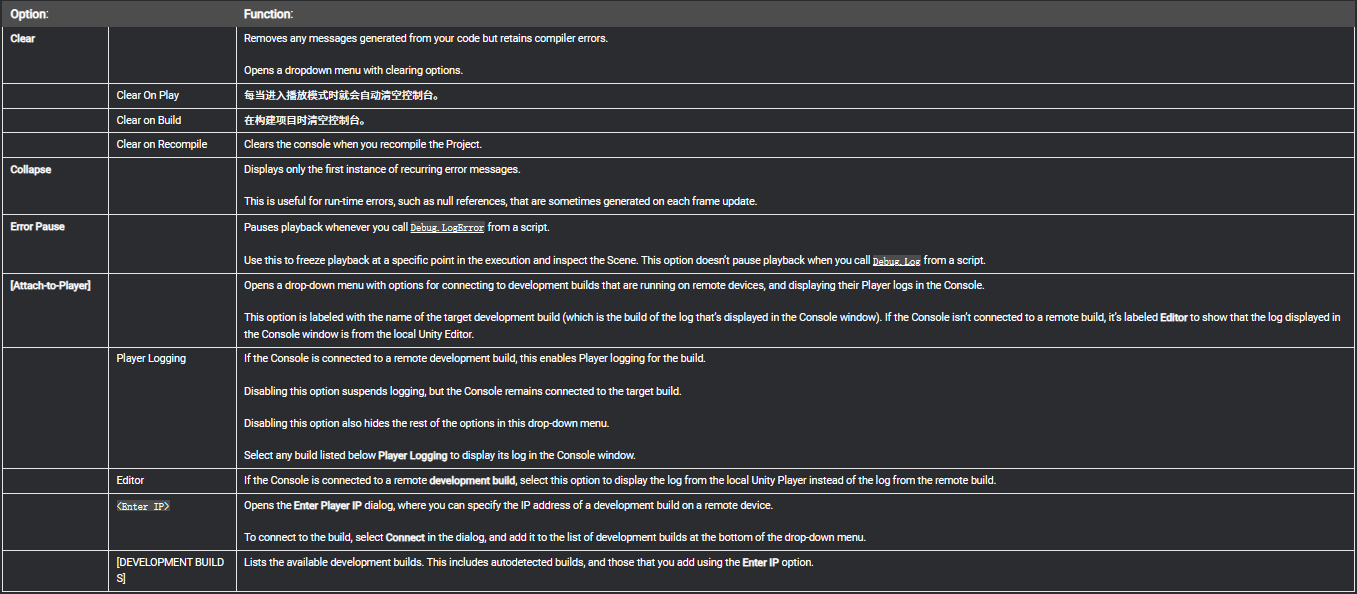 Option: Function:
Clear Removes any messages generated from your code but retains compiler errors.
Opens a dropdown menu with clearing options.
Clear On Play 每当进入播放模式时就会自动清空控制台。
Clear on Build 在构建项目时清空控制台。
Clear on Recompile Clears the console when you recompile the Project.
Collapse Displays only the first instance of recurring error messages.
This is useful for run-time errors, such as null references, that are sometimes generated on each frame update.
Error Pause Pauses playback whenever you call Debug.LogError from a script.
Use this to freeze playback at a specific point in the execution and inspect the Scene. This option doesn’t pause playback when you call Debug.Log from a script.
[Attach-to-Player] Opens a drop-down menu with options for connecting to development builds that are running on remote devices, and displaying their Player logs in the Console.
This option is labeled with the name of the target development build (which is the build of the log that’s displayed in the Console window). If the Console isn’t connected to a remote build, it’s labeled Editor to show that the log displayed in
the Console window is from the local Unity Editor.
Player Logging If the Console is connected to a remote development build, this enables Player logging for the build.
Disabling this option suspends logging, but the Console remains connected to the target build.
Disabling this option also hides the rest of the options in this drop-down menu.
Select any build listed below Player Logging to display its log in the Console window.
Editor If the Console is connected to a remote development build, select this option to display the log from the local Unity Player instead of the log from the remote build.
<Enter IP> Opens the Enter Player IP dialog, where you can specify the IP address of a development build on a remote device.
To connect to the build, select Connect in the dialog, and add it to the list of development builds at the bottom of the drop-down menu.
[DEVELOPMENT BUILD Lists the available development builds. This includes autodetected builds, and those that you add using the Enter IP option.
S]